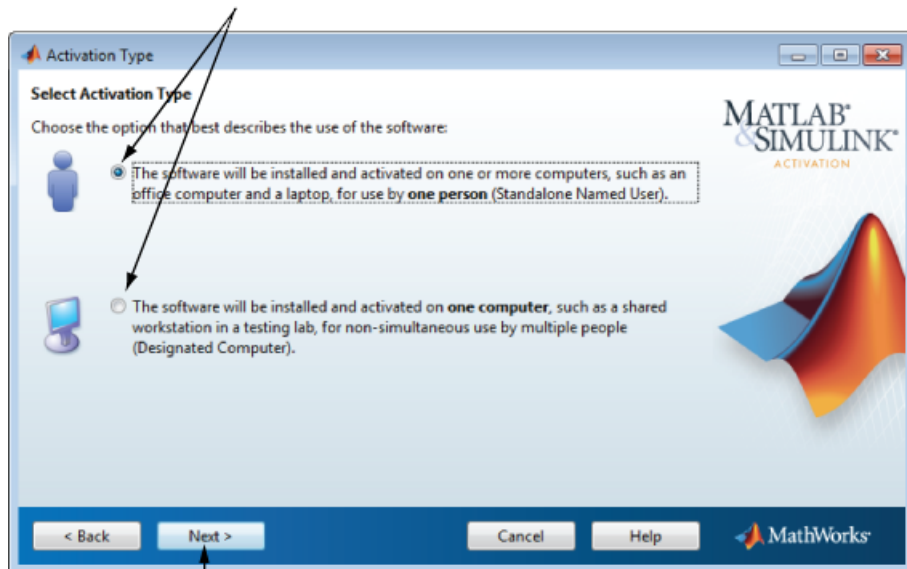 Activation Type
Select Activation Type
Choose the option that best describes the use of the software:
MATLAB®
&SIMULINK®
ACTIVATION
The software will be installed and activated on one or more computers, such as an
office computer and a laptop, for use by one person (Standalone Named User).
The software will be installed and activated on one computer, such as a shared
workstation in a testing lab, for non-simultaneous use by multiple people
(Designated Computer).
< Back
Next >
Cancel
Help
MathWorks®